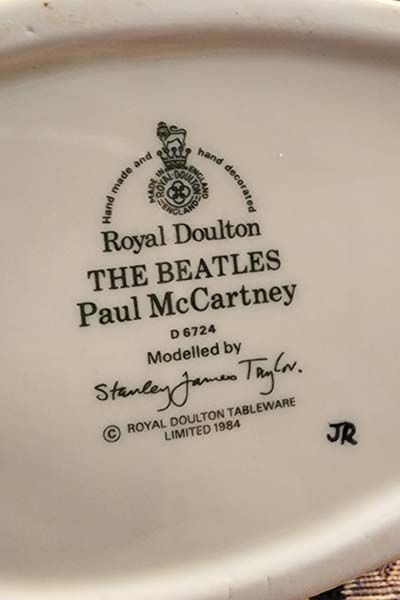 Hand made and hand decorated
MADE IN ENGLAND
ROYAL·DOULTON
ENGLAND
Royal Doulton
THE BEATLES
Paul McCartney
D 6724
Modelled by
Stanley James Taylor.
© ROYAL DOULTON TABLEWARE
LIMITED 1984
JR